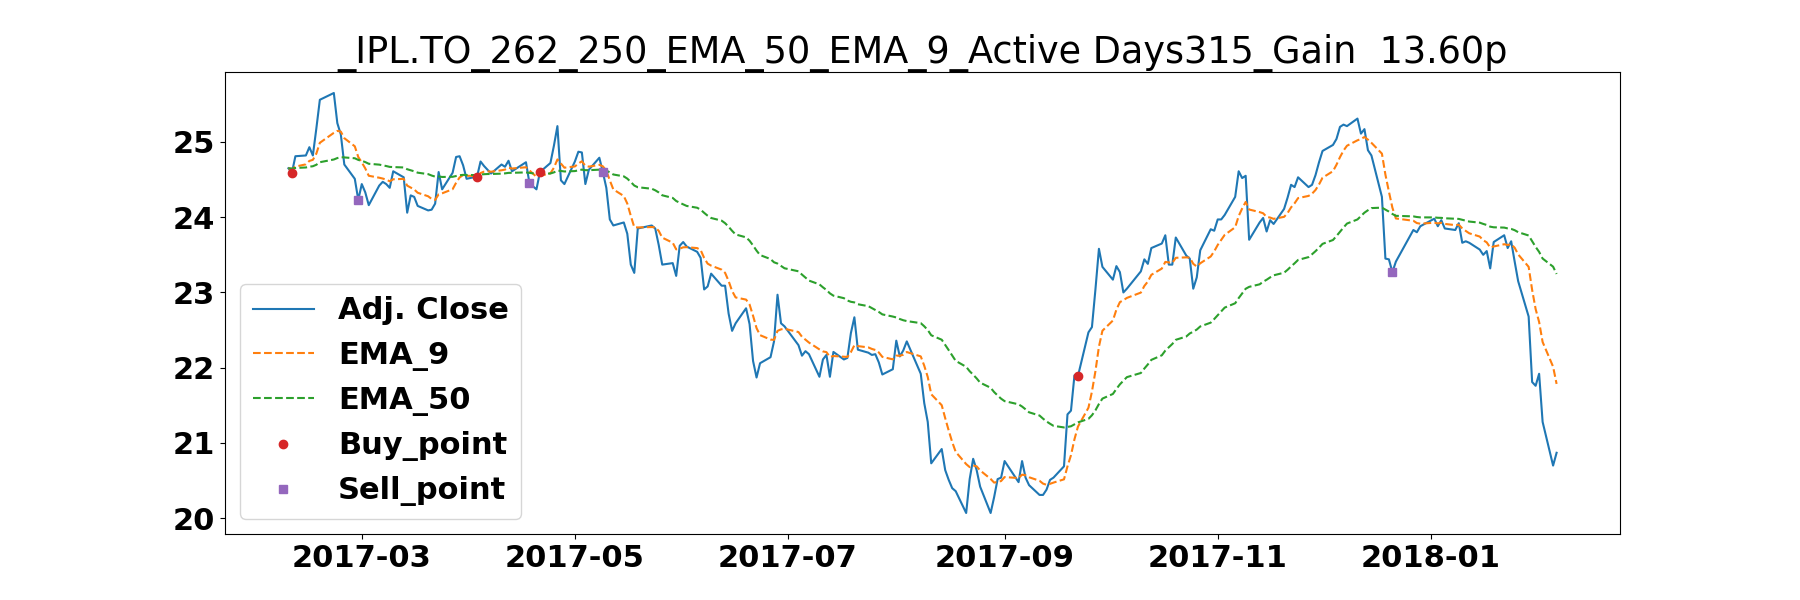 _IPL.TO_262_250_EMA_50_EMA_9_Active Days315_Gain  13.60p
25
24
23
22
21
20
Adj. Close
EMA_9
EMA_50
Buy_point
Sell_point
2017-03
2017-05
2017-07
2017-09
2017-11
2018-01